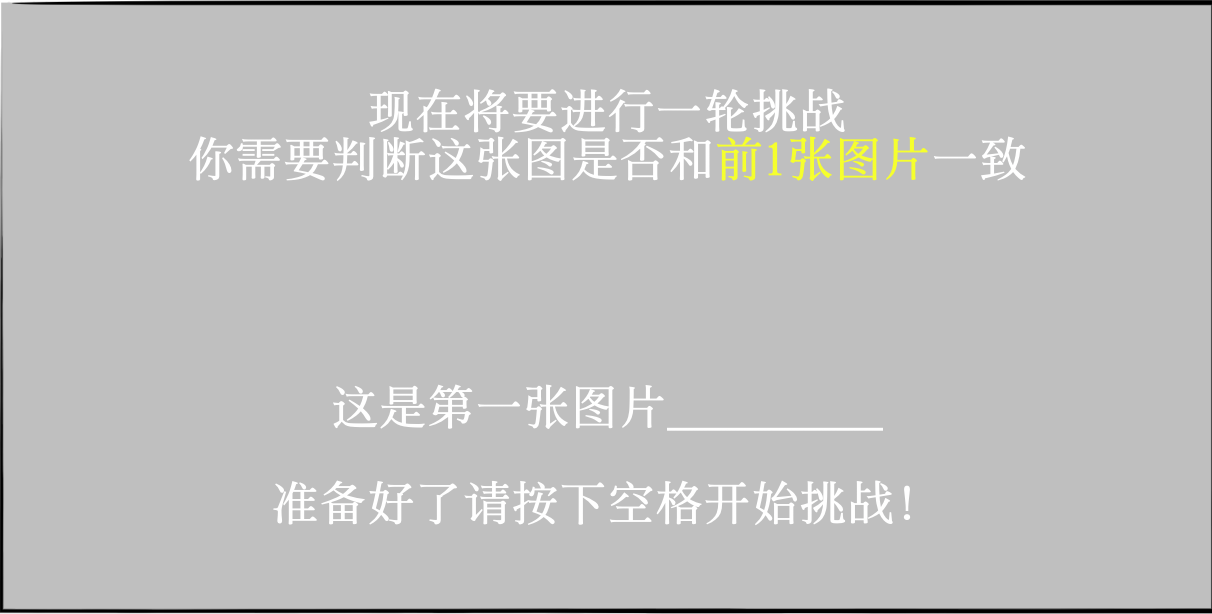 现在将要进行一轮挑战
你需要判断这张图是否和前1张图片一致
这是第一张图片_________
准备好了请按下空格开始挑战!